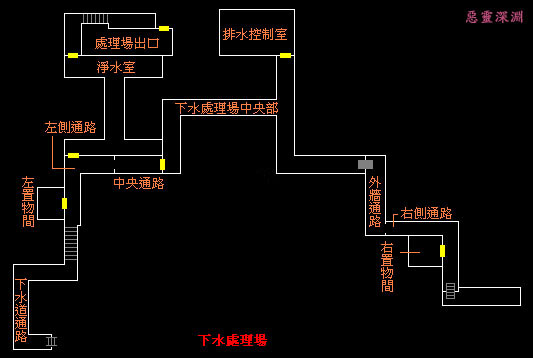 惡靈深淵
排水控制室
處理場出口
淨水室
下水處理場中央部
左側通路
中央通路
左置物間
外牆通路
右側通路
右置物間
下水道通路
下水處理場